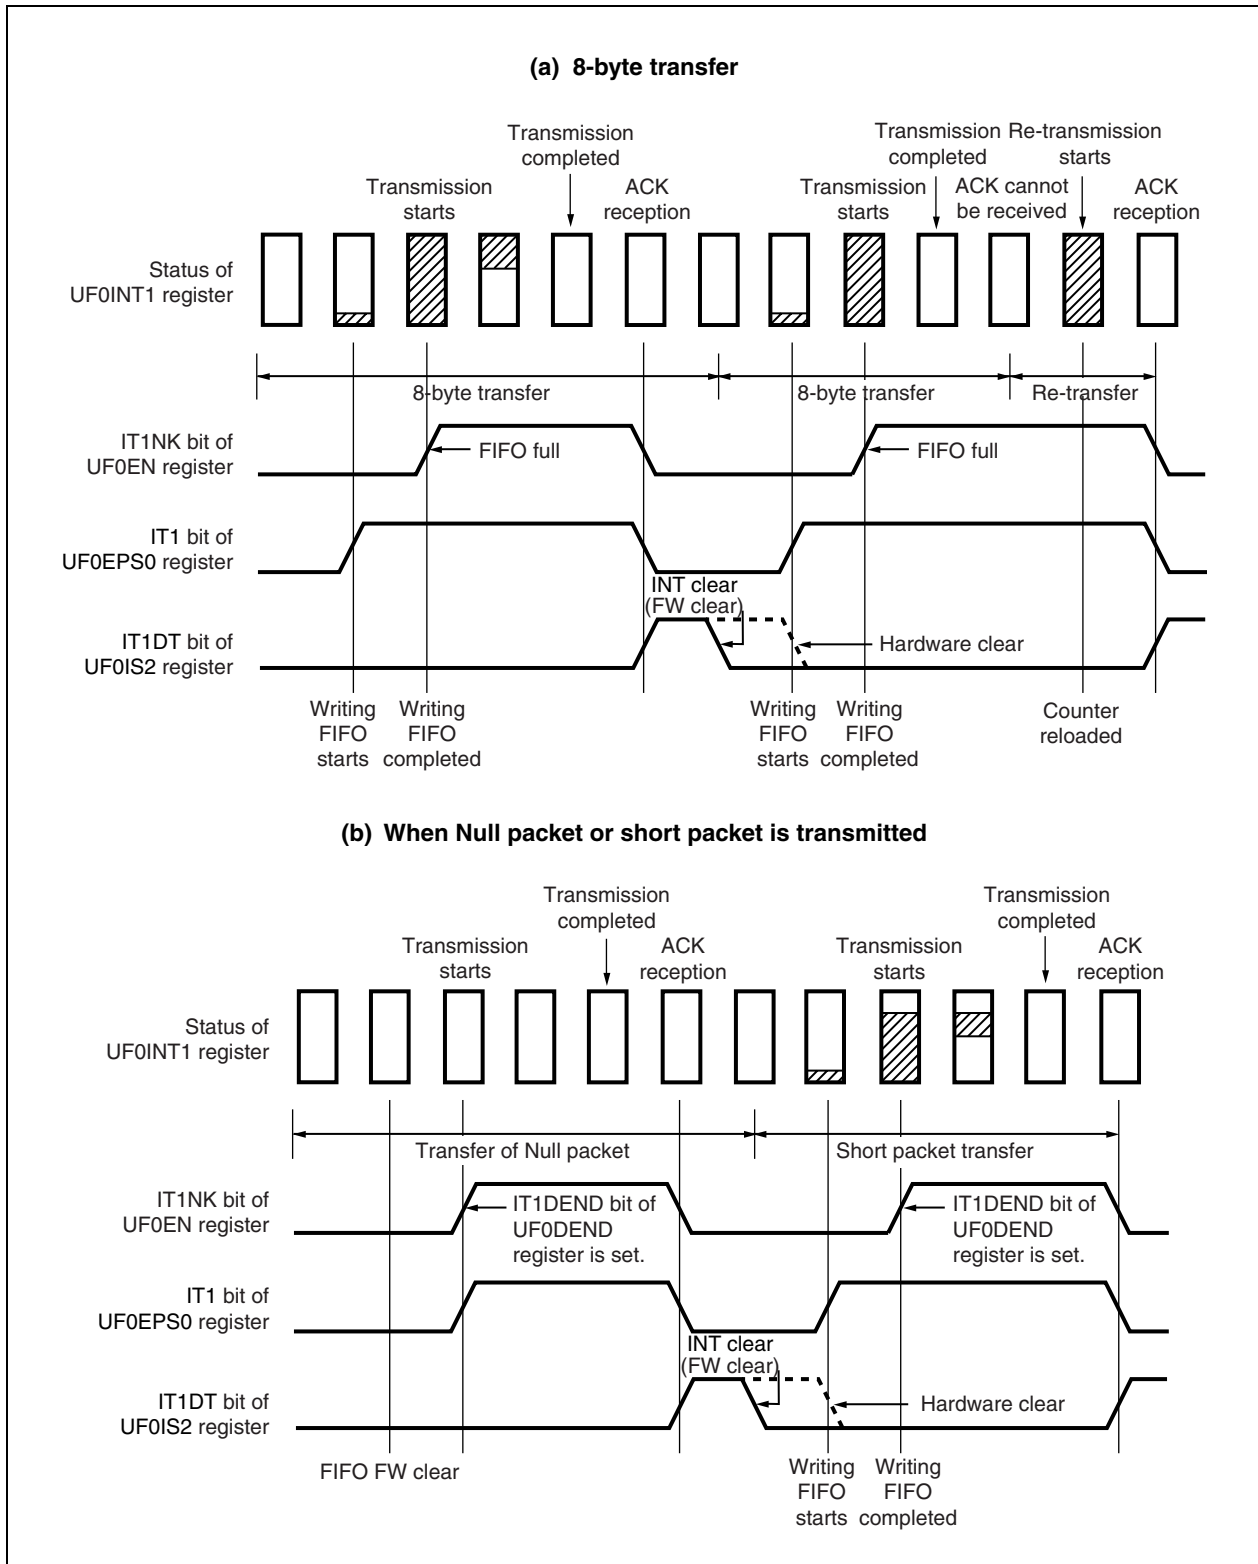 (a) 8-byte transfer
Transmission
completed
Transmission
completed
Re-transmission
starts
Transmission
starts
ACK
reception
Transmission
starts
ACK cannot
be received
ACK
reception
Status of
UF0INT1 register
8-byte transfer
8-byte transfer
Re-transfer
IT1NK bit of
UF0EN register
FIFO full
FIFO full
IT1 bit of
UF0EPS0 register
INT clear
(FW clear)
IT1DT bit of
UF0IS2 register
Hardware clear
Writing
FIFO
starts
Writing
FIFO
completed
Writing
FIFO
starts
Writing
FIFO
completed
Counter
reloaded
(b) When Null packet or short packet is transmitted
Transmission
completed
Transmission
completed
Transmission
starts
ACK
reception
Transmission
starts
ACK
reception
Status of
UF0INT1 register
Transfer of Null packet
Short packet transfer
IT1NK bit of
UF0EN register
IT1DEND bit of
UF0DEND
register is set.
IT1DEND bit of
UF0DEND
register is set.
IT1 bit of
UF0EPS0 register
INT clear
(FW clear)
IT1DT bit of
UF0IS2 register
Hardware clear
FIFO FW clear
Writing
FIFO
starts
Writing
FIFO
completed